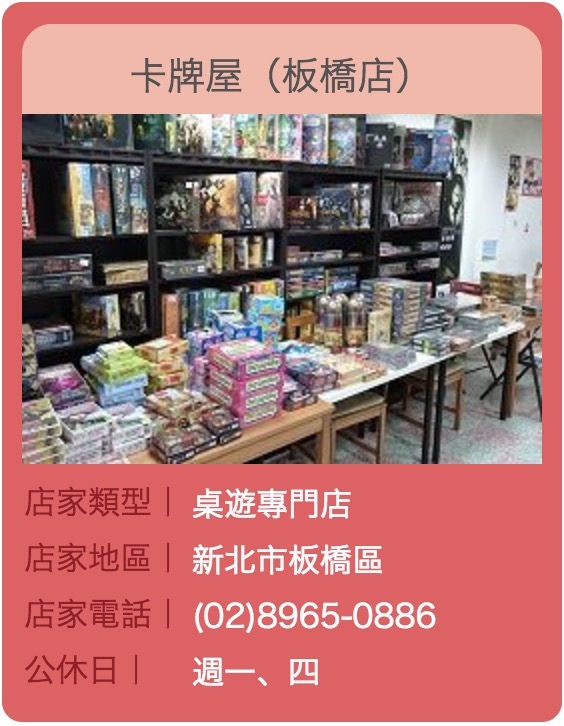 卡牌屋（板橋店）
店家類型｜ 桌遊專門店
店家地區｜ 新北市板橋區
店家電話｜ (02)8965-0886
公休日｜ 週一、四